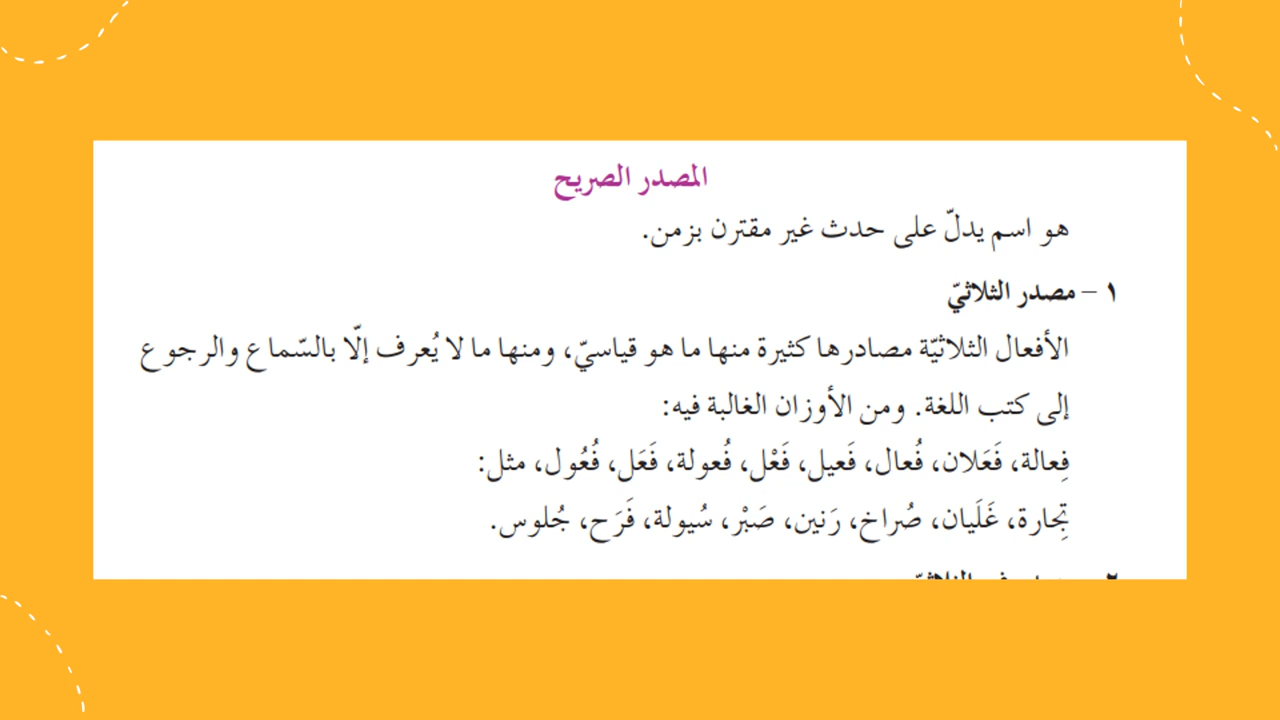 المصدر الصريح
هو اسم يدلّ على حدث غير مقترن بزمن.
١ – مصدر الثلاثيّ
الأفعال الثلاثيّة مصادرها كثيرة منها ما هو قياسيّ، ومنها ما لا يُعرف إلّا بالسّماع والرجوع
إلى كتب اللغة. ومن الأوزان الغالبة فيه:
فِعالة، فَعَلان، فُعال، فَعيل، فَعْل، فُعولة، فَعَل، فُعُول، مثل:
تِجارة، غَلَيان، صُراخ، رَنين، صَبْر، سُيولة، فَرَح، جُلوس.